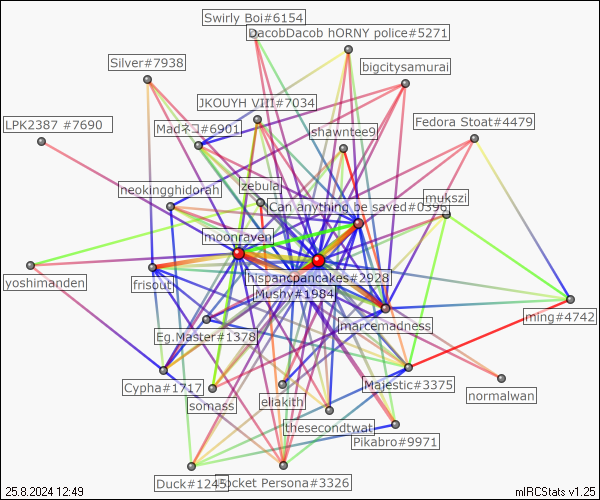 Swirly Boi#6154
DacobDacob hORNY police#5271
Silver#7938
bigcitysamurai
JKOUYH VIII#7034
LPK2387 #7690
Madネコ#6901
shawntee9
Fedora Stoat#4479
neokingghidorah
zebula
Can anything be saved#0396
mukszi
moonraven
yoshimanden
frisout
hispancpancakes#2928
Mushy#1984
ming#4742
Eg.Master#1378
marcemadness
Cypha#1717
somass
eliakith
Majestic#3375
normalwan
thesecondtwat
Pikabro#9971
Duck#1245
ocket Persona#3326
25.8.2024 12:49
mIRCStats v1.25